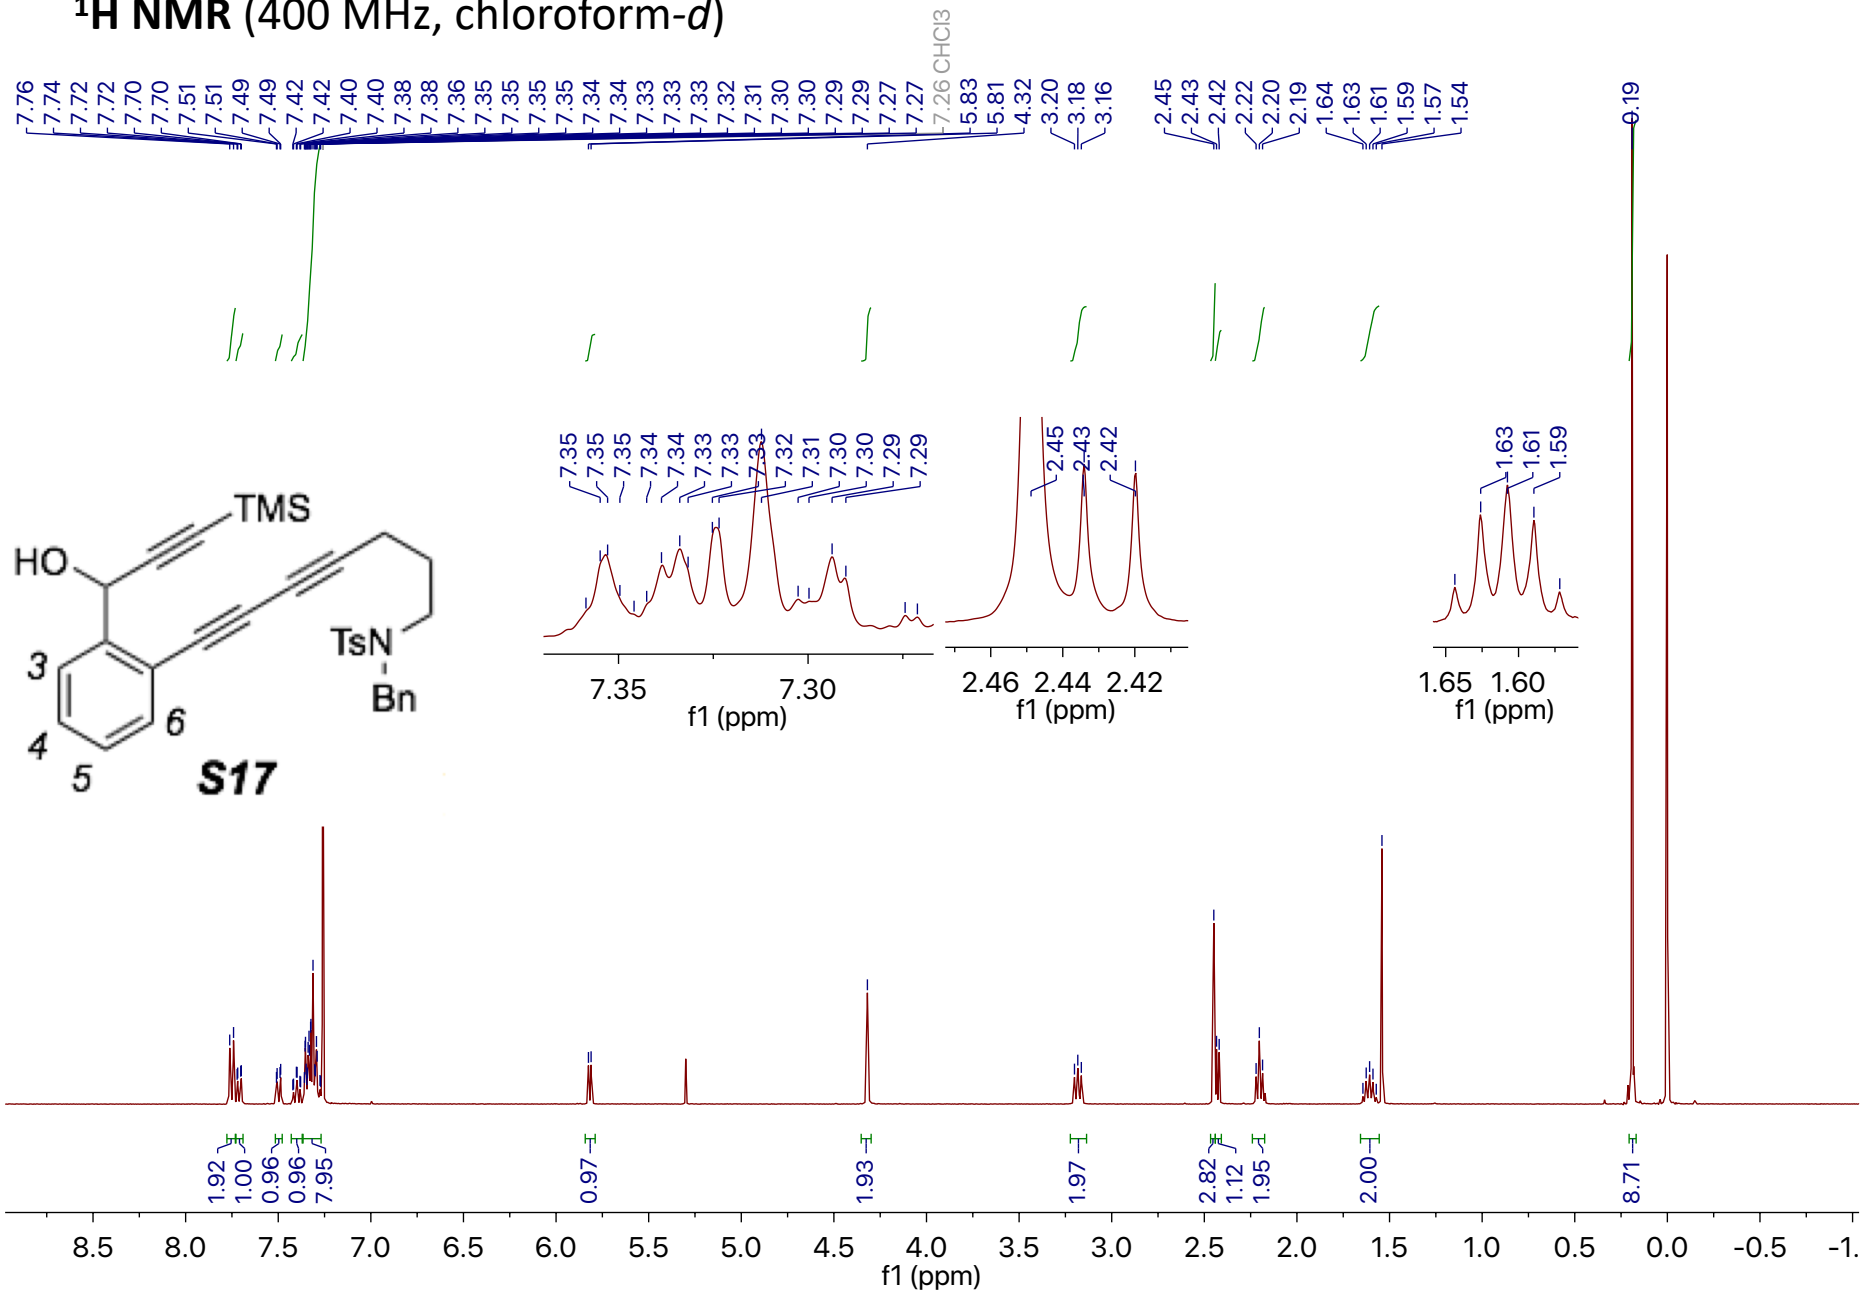 ¹H NMR (400 MHz, chloroform-d)
7.76 7.74 7.72 7.72 7.70 7.70 7.51 7.51 7.49 7.49 7.42 7.42 7.40 7.40 7.38 7.38 7.36 7.35 7.35 7.35 7.35 7.34 7.34 7.33 7.33 7.33 7.32 7.31 7.30 7.30 7.29 7.29 7.27 7.27 7.26 CHCl3 5.83 5.81 4.32 3.20 3.18 3.16 2.45 2.43 2.42 2.22 2.20 2.19 1.64 1.63 1.61 1.59 1.57 1.54 0.19
7.35 7.35 7.35 7.34 7.34 7.33 7.33 7.33 7.32 7.31 7.30 7.30 7.29 7.29
7.35 7.30
f1 (ppm)
2.45 2.43 2.42
2.46 2.44 2.42
f1 (ppm)
1.63 1.61 1.59
1.65 1.60
f1 (ppm)
TMS
HO
TsN
Bn
3
4
5
6
S17
1.92 1.00 0.96 0.96 7.95 0.97 1.93 1.97 2.82 1.12 1.95 2.00 8.71
8.5 8.0 7.5 7.0 6.5 6.0 5.5 5.0 4.5 4.0 3.5 3.0 2.5 2.0 1.5 1.0 0.5 0.0 -0.5 -1.
f1 (ppm)